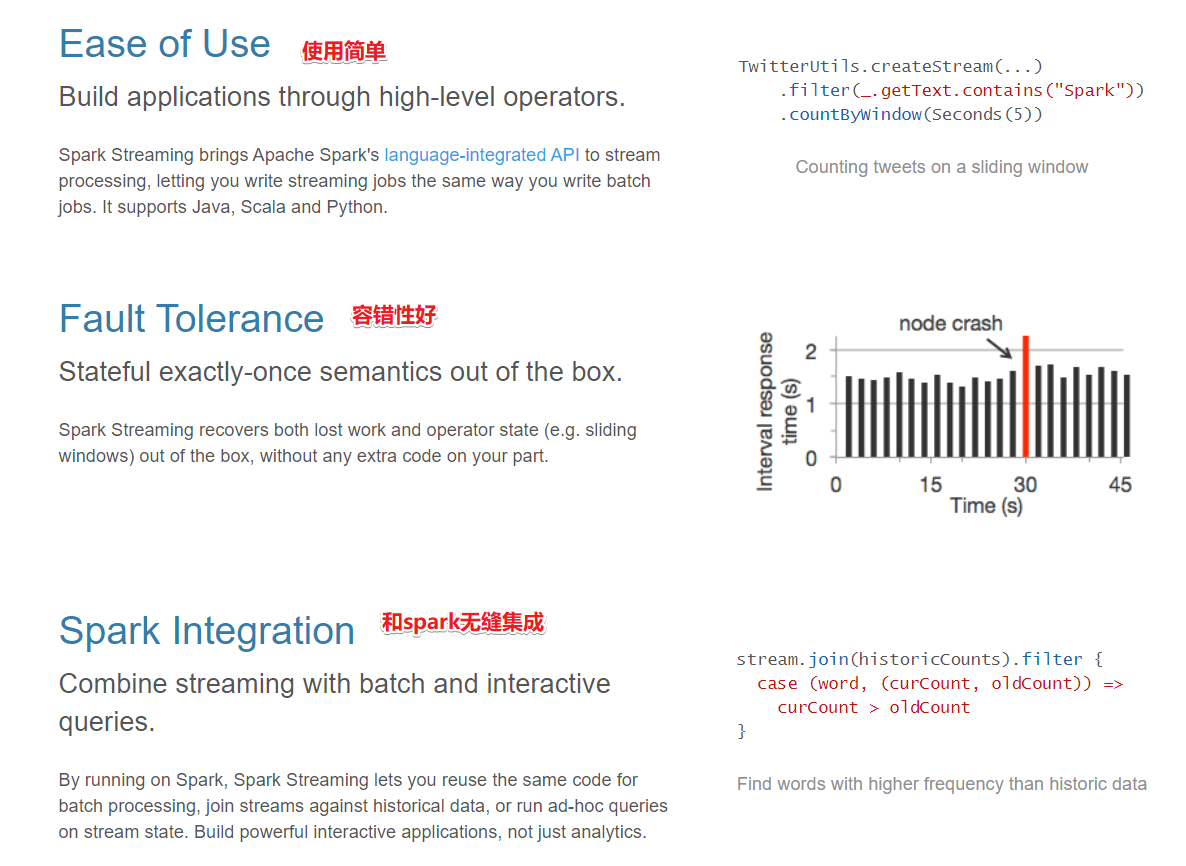 Ease of Use 使用简单
Build applications through high-level operators.
Spark Streaming brings Apache Spark's language-integrated API to stream
processing, letting you write streaming jobs the same way you write batch
jobs. It supports Java, Scala and Python.
TwitterUtils.createStream(...)
.filter(_.getText.contains("Spark"))
.countByWindow(Seconds(5))
Counting tweets on a sliding window
Fault Tolerance 容错性好
Stateful exactly-once semantics out of the box.
Spark Streaming recovers both lost work and operator state (e.g. sliding
windows) out of the box, without any extra code on your part.
node crash
Interval response
time (s)
2
1
0
0 15 30 45
Time (s)
Spark Integration 和spark无缝集成
Combine streaming with batch and interactive
queries.
By running on Spark, Spark Streaming lets you reuse the same code for
batch processing, join streams against historical data, or run ad-hoc queries
on stream state. Build powerful interactive applications, not just analytics.
stream.join(historicCounts).filter {
case (word, (curCount, oldCount)) =>
curCount > oldCount
}
Find words with higher frequency than historic data